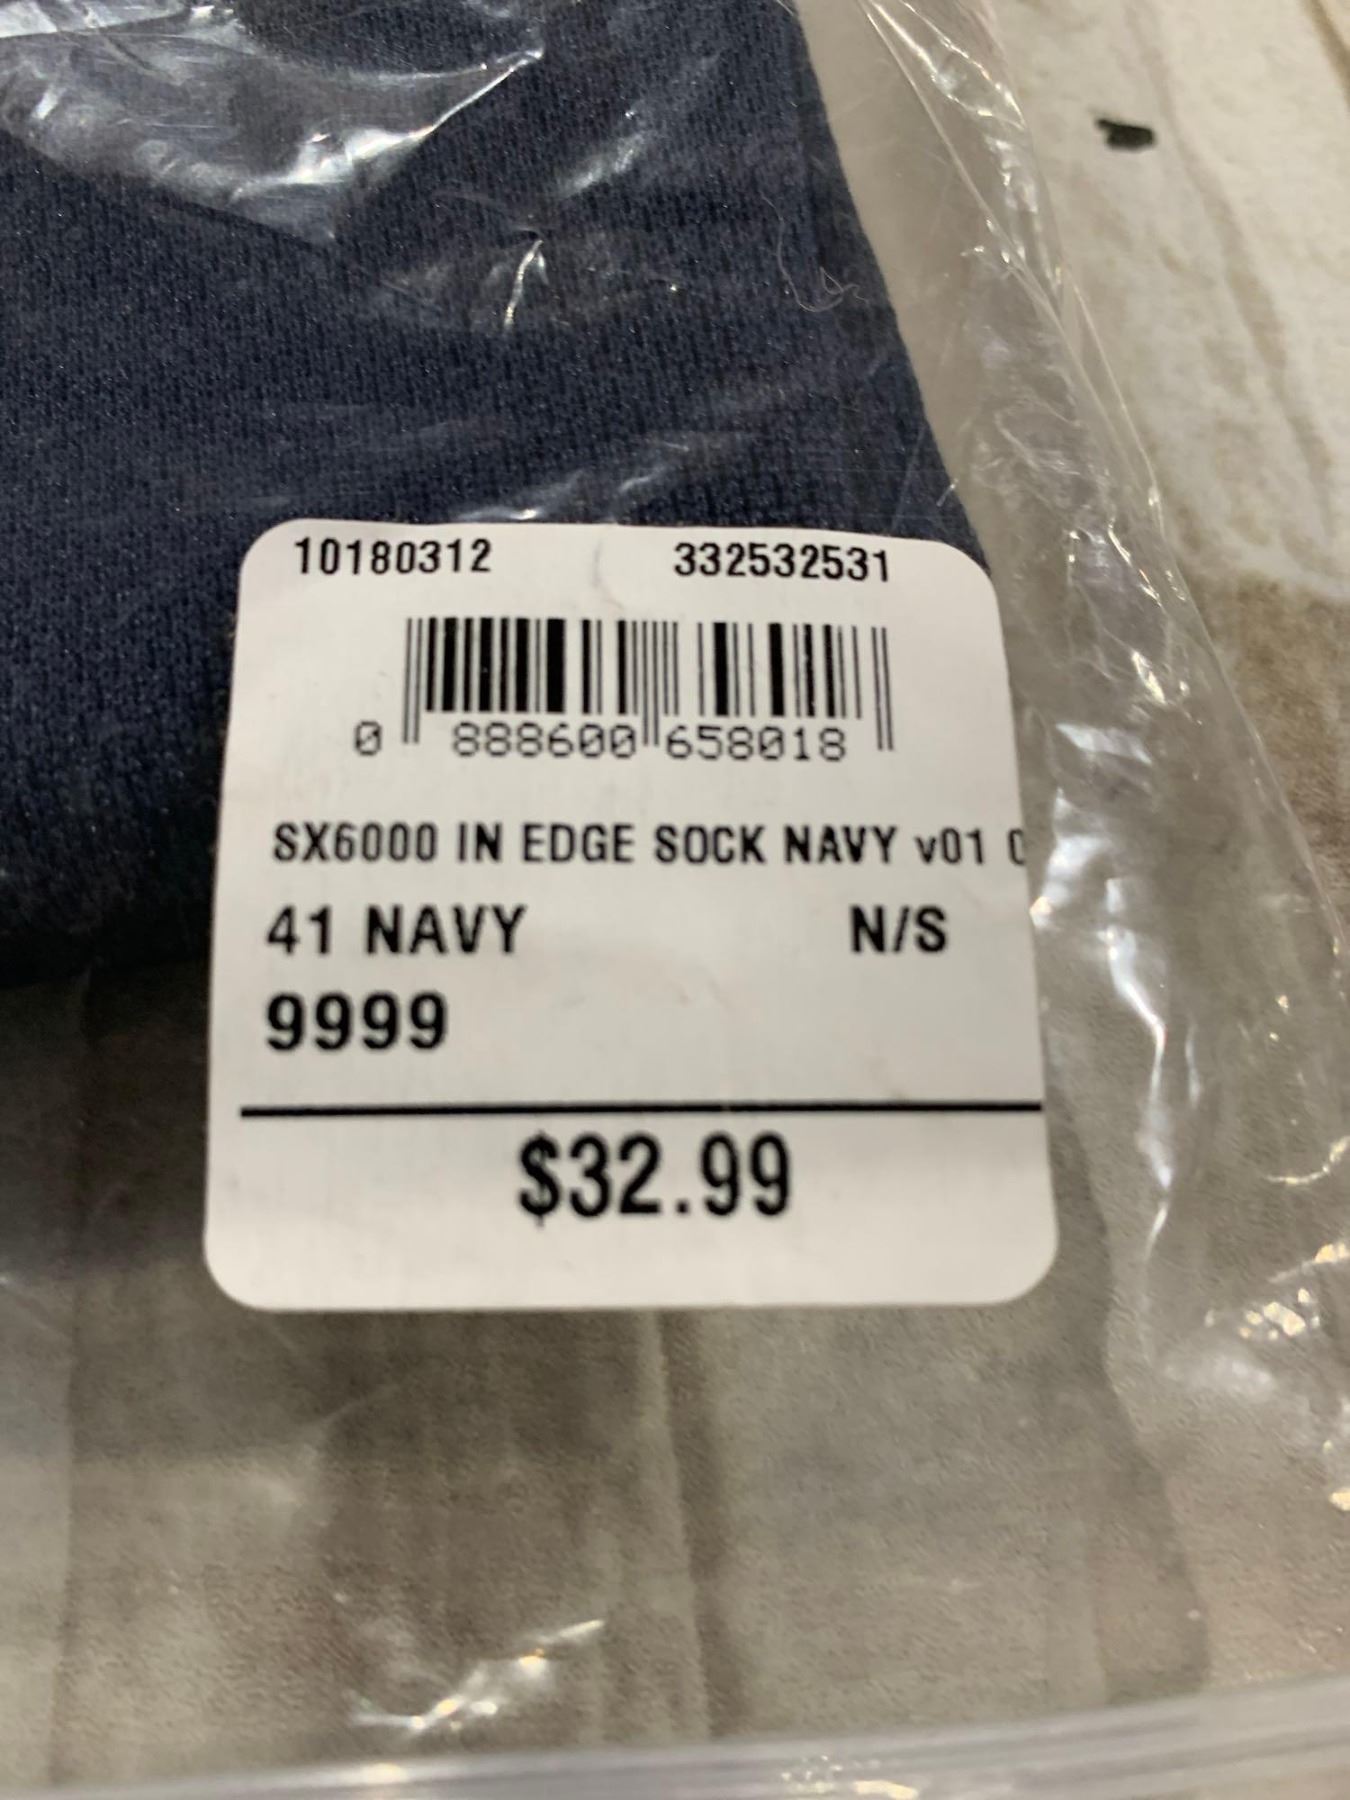 10180312 332532531
0 888600 658018
SX6000 IN EDGE SOCK NAVY v01
41 NAVY N/S
9999
$32.99